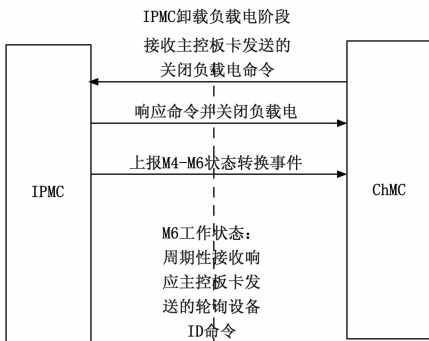 IPMC卸载负载电阶段
接收主控板卡发送的
关闭负载电命令
响应命令并关闭负载电
上报M4-M6状态转换事件
IPMC
ChMC
M6工作状态：
周期性接收响
应主控板卡发
送的轮询设备
ID命令